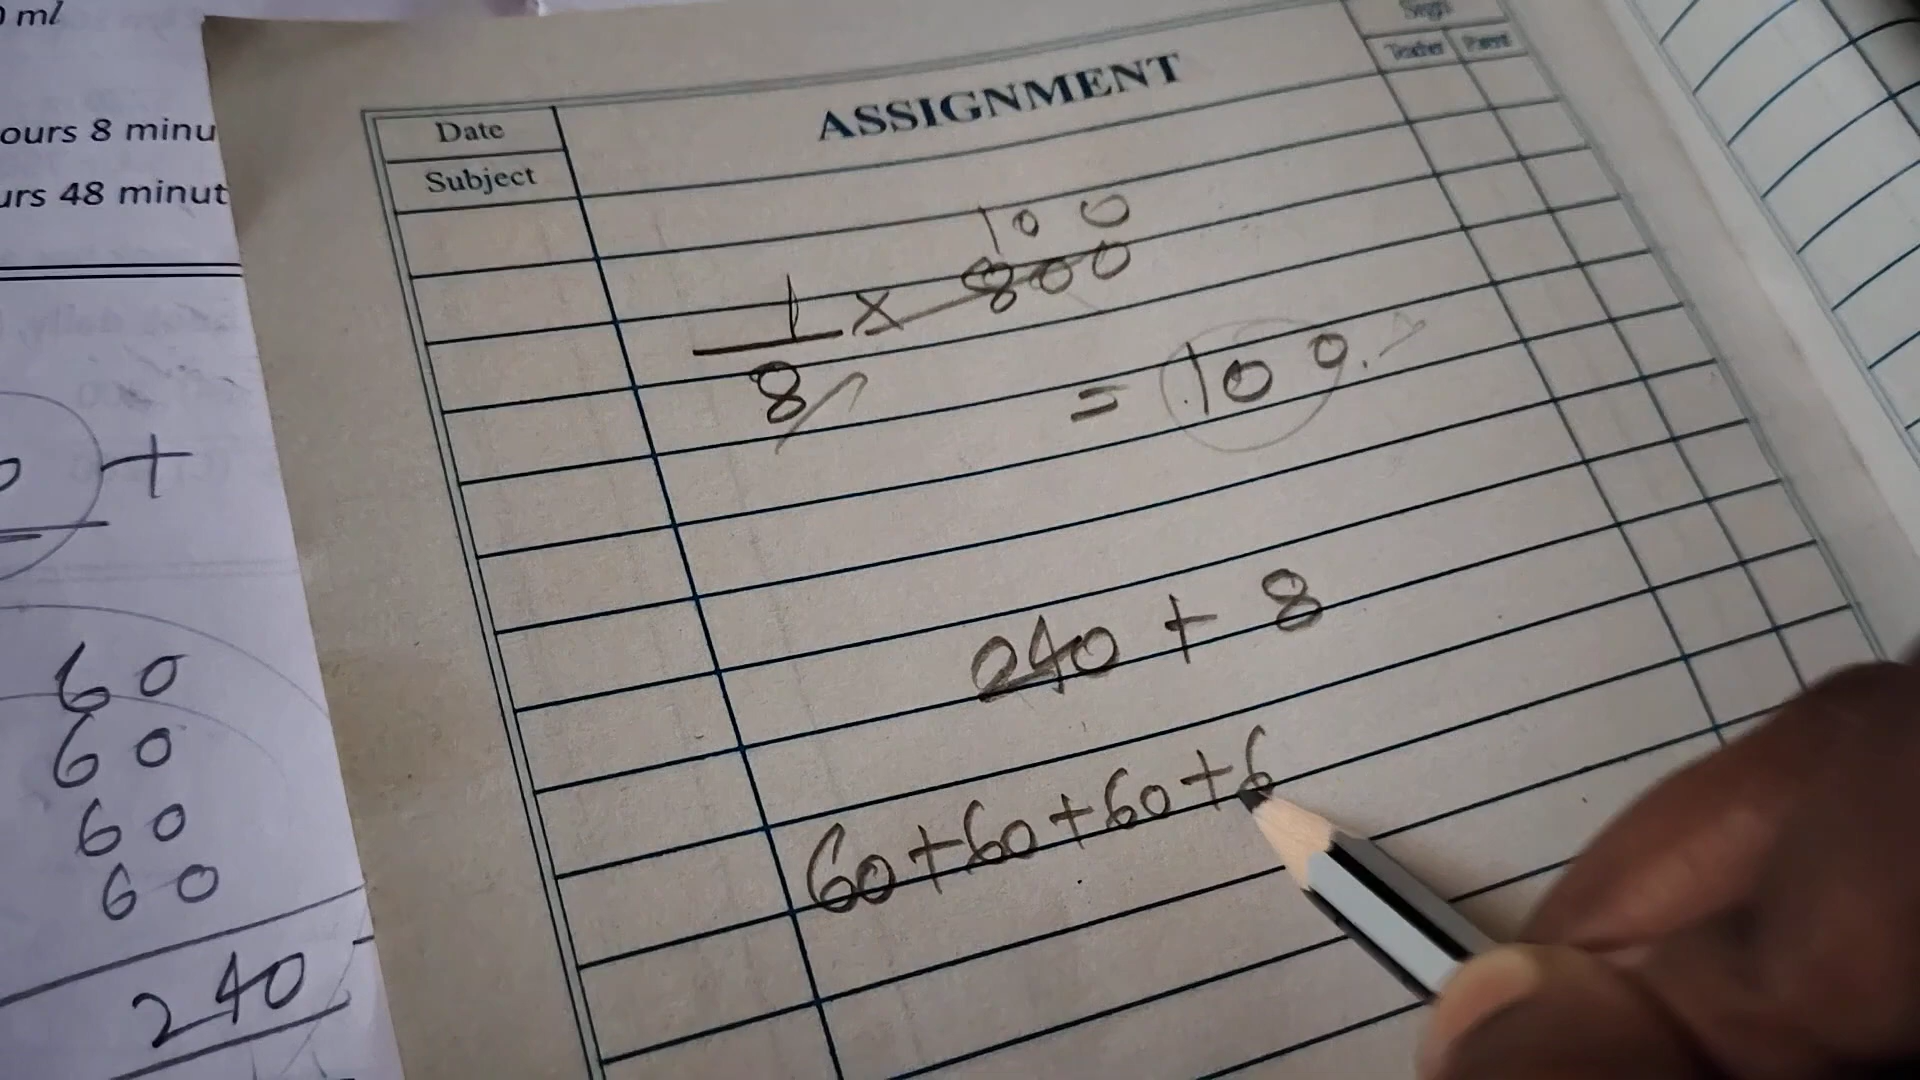 ml
ours 8 minu
urs 48 minut
+
60
60
60
60
240
ASSIGNMENT
Date
Subject
Teacher Parent
100
1 × 800
8
= 100.
240 + 8
60+60+60+6